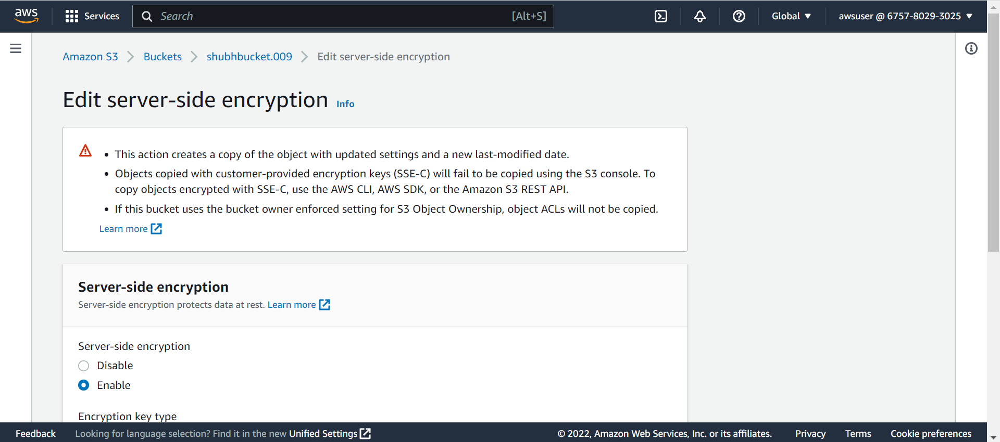 aws
Services
Search
[Alt+S]
Global
awsuser @ 6757-8029-3025
Amazon S3
Buckets
shubhbucket.009
Edit server-side encryption
Edit server-side encryption
Info
This action creates a copy of the object with updated settings and a new last-modified date.
Objects copied with customer-provided encryption keys (SSE-C) will fail to be copied using the S3 console. To
copy objects encrypted with SSE-C, use the AWS CLI, AWS SDK, or the Amazon S3 REST API.
If this bucket uses the bucket owner enforced setting for S3 Object Ownership, object ACLs will not be copied.
Learn more
Server-side encryption
Server-side encryption protects data at rest. Learn more
Server-side encryption
Disable
Enable
Encryption key type
Feedback
Looking for language selection? Find it in the new Unified Settings
© 2022, Amazon Web Services, Inc. or its affiliates.
Privacy
Terms
Cookie preferences